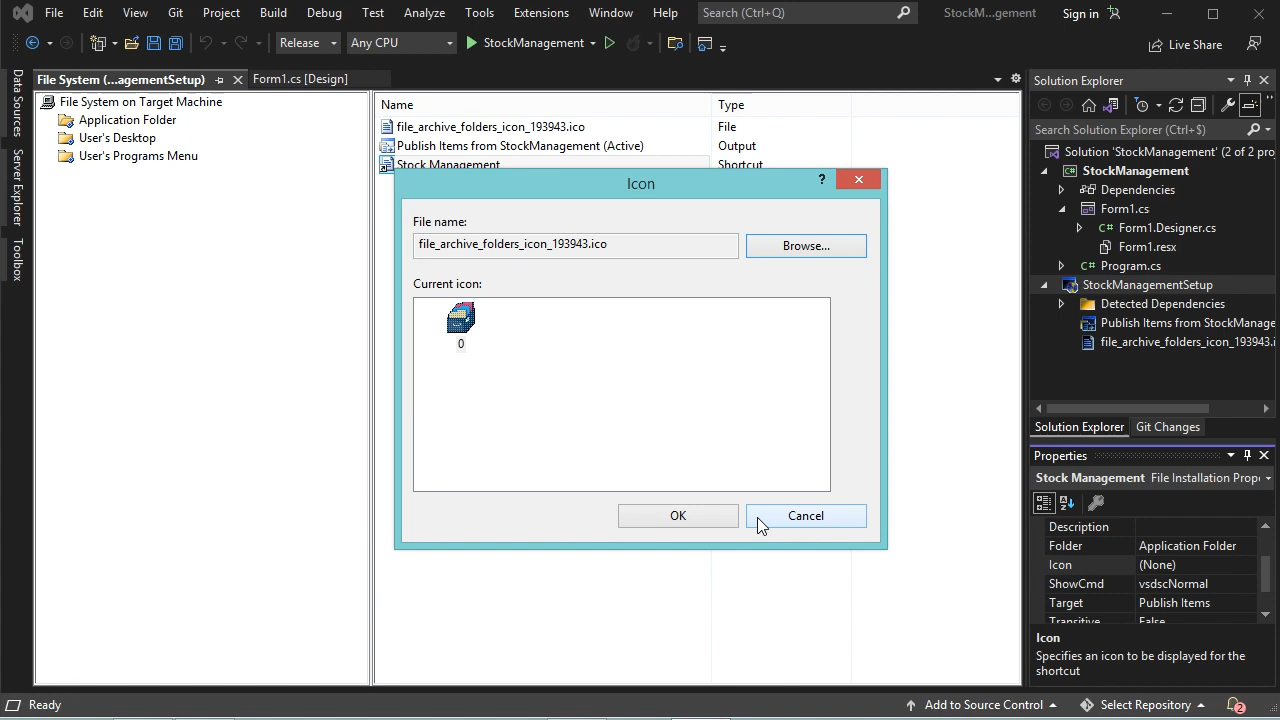 File Edit View Git Project Build Debug Test Analyze Tools Extensions Window Help Search (Ctrl+Q) StockM...gement Sign in
Release Any CPU StockManagement Live Share
Data Sources
Server Explorer
Toolbox
File System (...agementSetup) Form1.cs [Design]
File System on Target Machine
Application Folder
User's Desktop
User's Programs Menu
Name Type
file_archive_folders_icon_193943.ico File
Publish Items from StockManagement (Active) Output
Stock Management Shortcut
Icon
File name:
file_archive_folders_icon_193943.ico Browse...
Current icon:
0
OK Cancel
Solution Explorer
Search Solution Explorer (Ctrl+$)
Solution 'StockManagement' (2 of 2 pro
C# StockManagement
Dependencies
Form1.cs
C# Form1.Designer.cs
Form1.resx
C# Program.cs
StockManagementSetup
Detected Dependencies
Publish Items from StockManage
file_archive_folders_icon_193943.i
Solution Explorer Git Changes
Properties
Stock Management File Installation Prope
Description
Folder Application Folder
Icon (None)
ShowCmd vsdscNormal
Target Publish Items
Transitive False
Icon
Specifies an icon to be displayed for the
shortcut
Ready Add to Source Control Select Repository 2